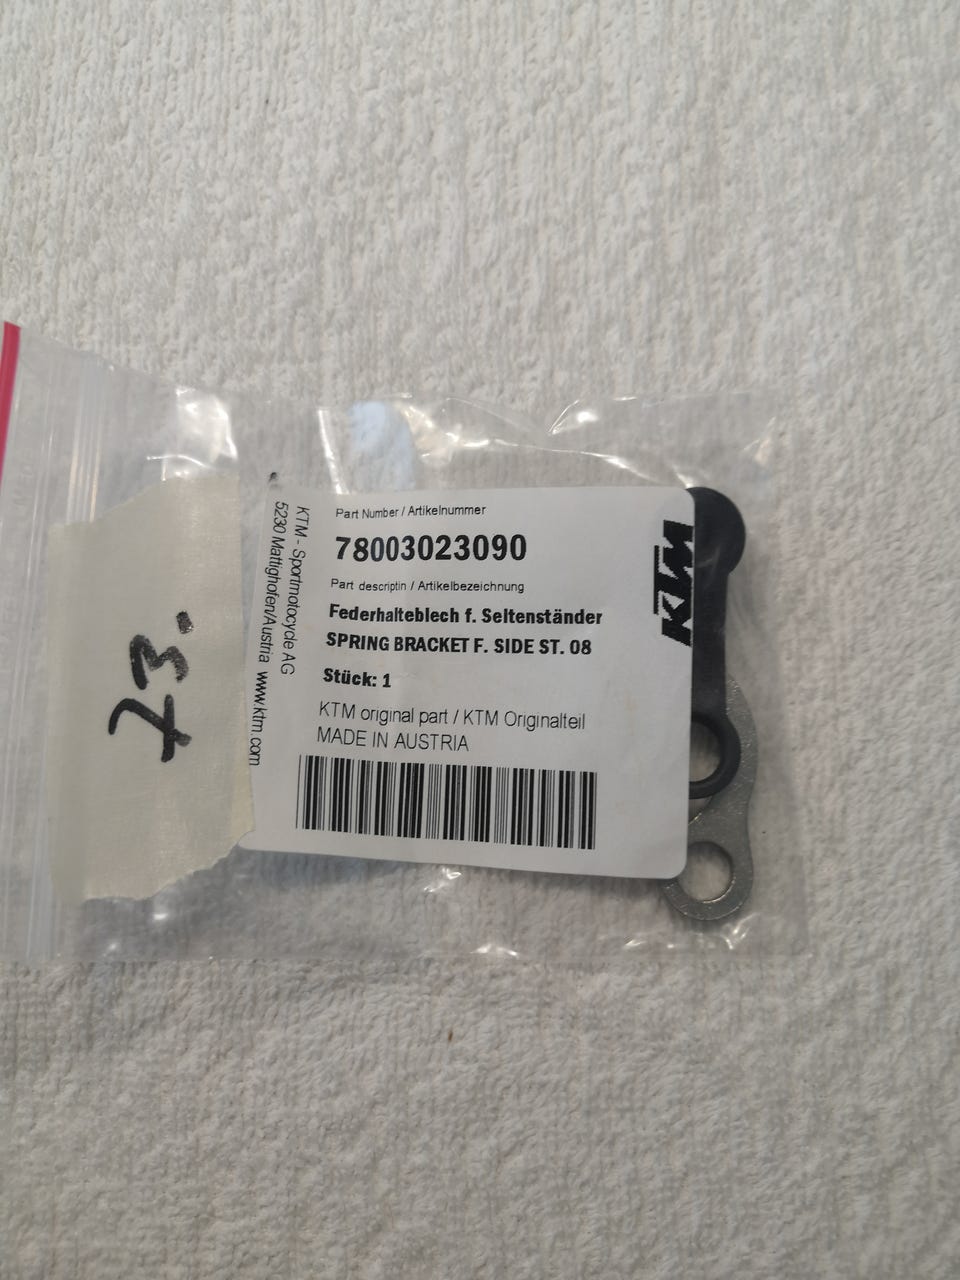 23.
KTM - Sportmotocycle AG
5230 Mattighofen/Austria www.ktm.com
Part Number / Artikelnummer
78003023090
Part descriptin / Artikelbezeichnung
Federhalteblech f. Seltenständer
SPRING BRACKET F. SIDE ST. 08
Stück: 1
KTM original part / KTM Originalteil
MADE IN AUSTRIA
KTM